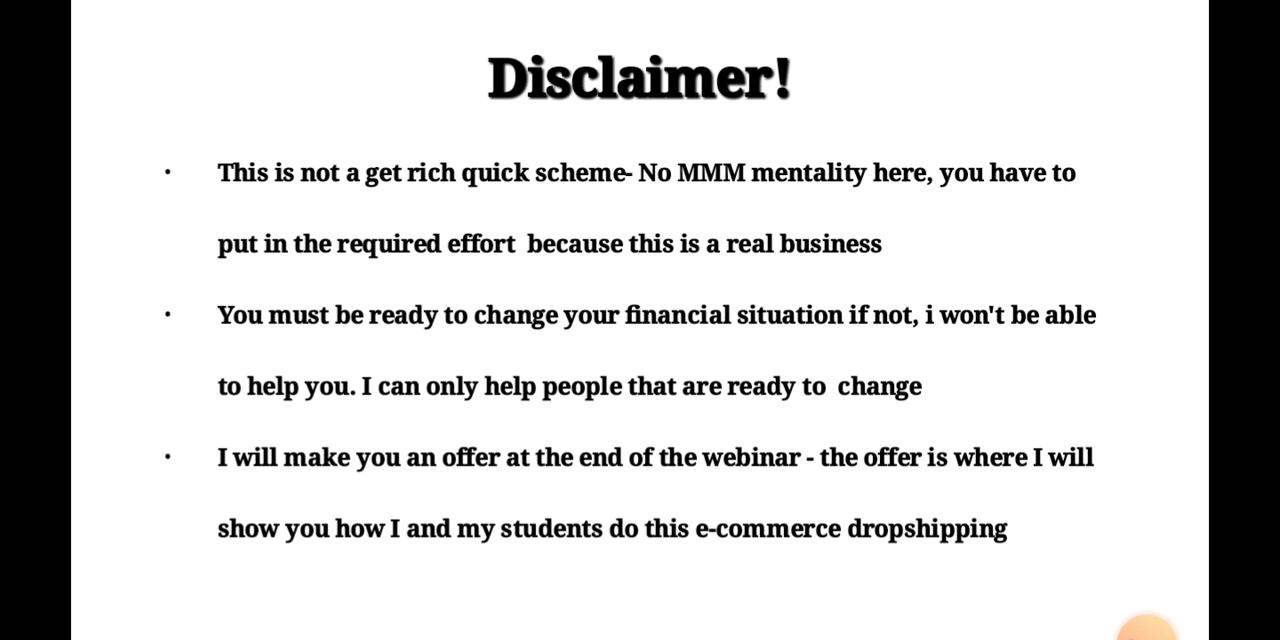 Disclaimer!
· This is not a get rich quick scheme- No MMM mentality here, you have to
put in the required effort  because this is a real business
· You must be ready to change your financial situation if not, i won't be able
to help you. I can only help people that are ready to  change
· I will make you an offer at the end of the webinar - the offer is where I will
show you how I and my students do this e-commerce dropshipping